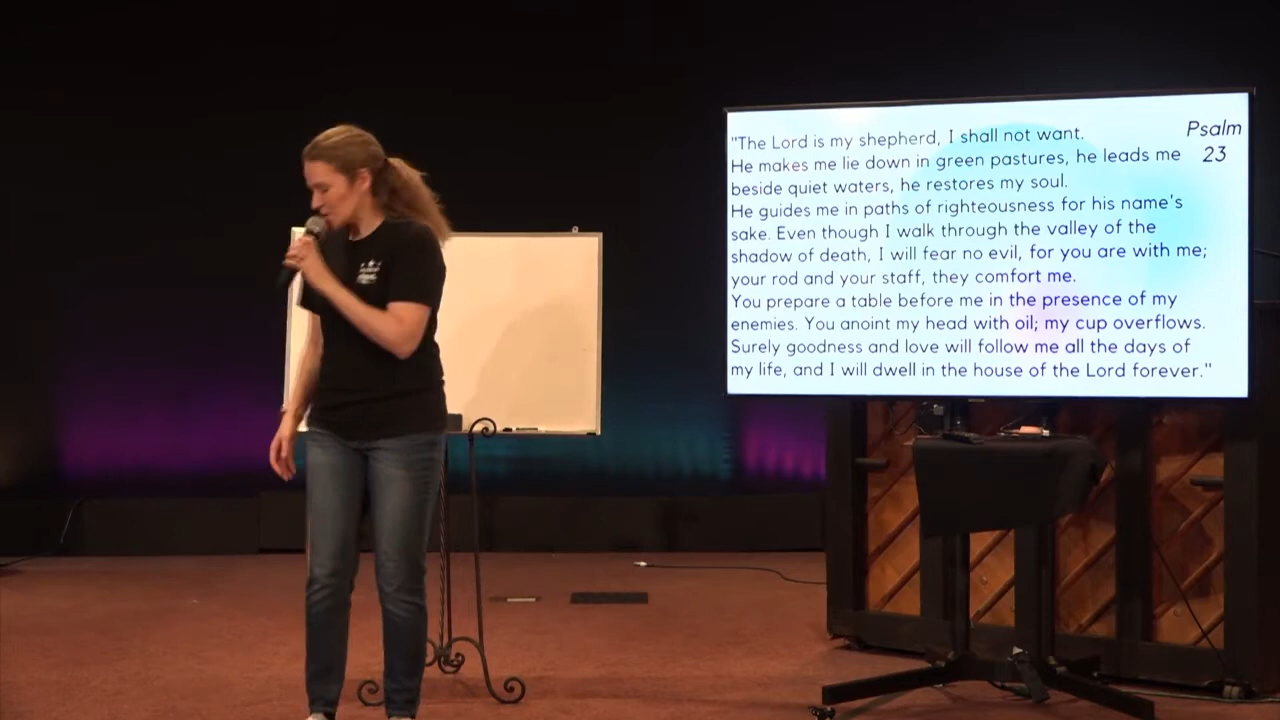 "The Lord is my shepherd, I shall not want.
He makes me lie down in green pastures, he leads me
beside quiet waters, he restores my soul.
He guides me in paths of righteousness for his name's
sake. Even though I walk through the valley of the
shadow of death, I will fear no evil, for you are with me;
your rod and your staff, they comfort me.
You prepare a table before me in the presence of my
enemies. You anoint my head with oil; my cup overflows.
Surely goodness and love will follow me all the days of
my life, and I will dwell in the house of the Lord forever."
Psalm
23